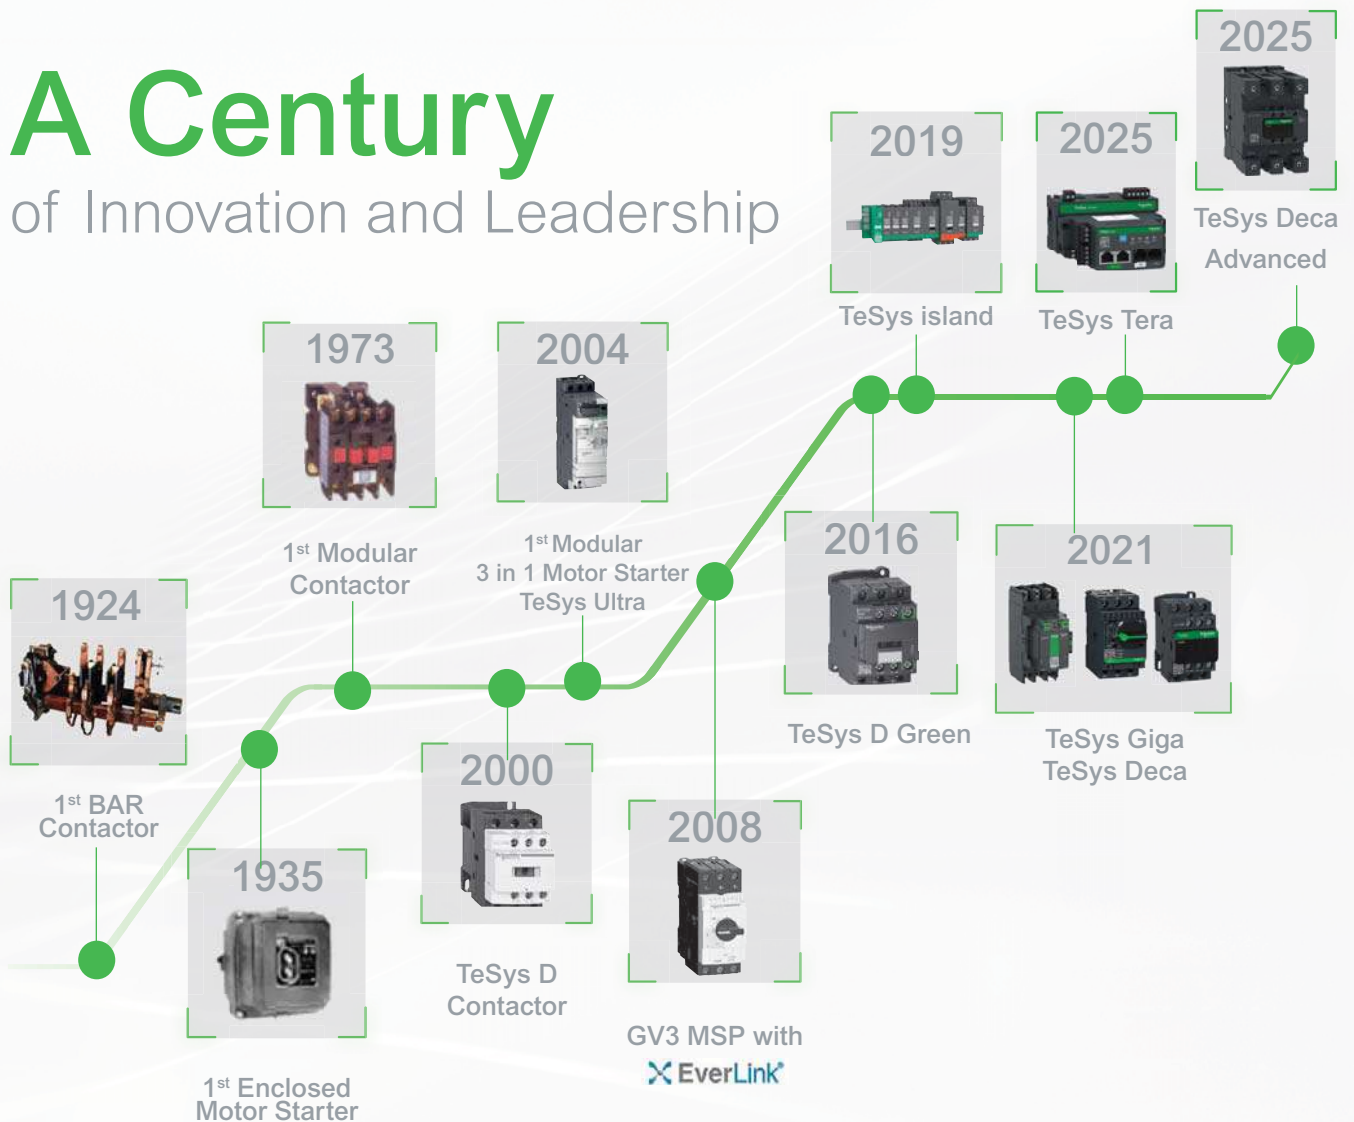 A Century
of Innovation and Leadership
1924
1st BAR
Contactor
1935
1st Enclosed
Motor Starter
1973
1st Modular
Contactor
2000
TeSys D
Contactor
2004
1st Modular
3 in 1 Motor Starter
TeSys Ultra
2008
GV3 MSP with
EverLink®
2016
TeSys D Green
2019
TeSys island
2021
TeSys Giga
TeSys Deca
2025
TeSys Tera
2025
TeSys Deca
Advanced